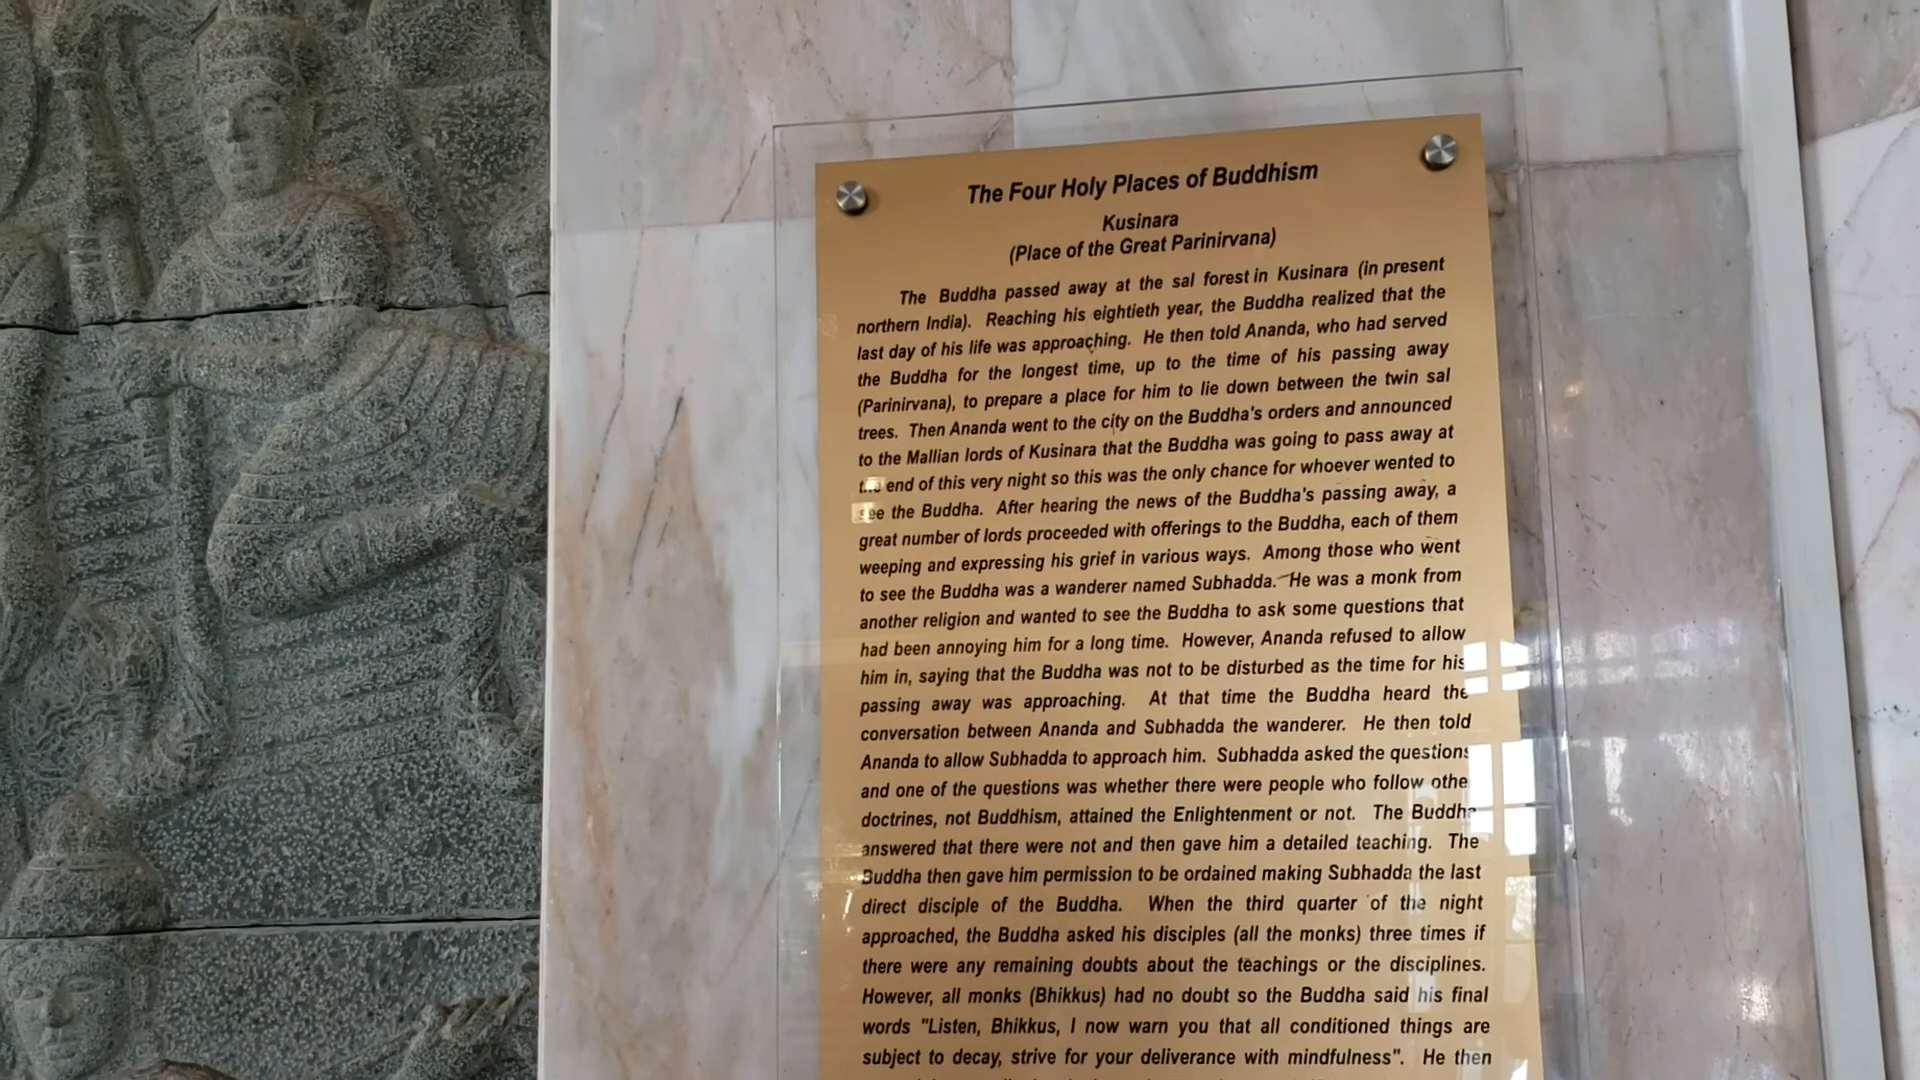 The Four Holy Places of Buddhism
Kusinara
(Place of the Great Parinirvana)
The Buddha passed away at the sal forest in Kusinara (in present
northern India). Reaching his eightieth year, the Buddha realized that the
last day of his life was approaching. He then told Ananda, who had served
the Buddha for the longest time, up to the time of his passing away
(Parinirvana), to prepare a place for him to lie down between the twin sal
trees. Then Ananda went to the city on the Buddha's orders and announced
to the Mallian lords of Kusinara that the Buddha was going to pass away at
the end of this very night so this was the only chance for whoever wented to
see the Buddha. After hearing the news of the Buddha's passing away, a
great number of lords proceeded with offerings to the Buddha, each of them
weeping and expressing his grief in various ways. Among those who went
to see the Buddha was a wanderer named Subhadda. He was a monk from
another religion and wanted to see the Buddha to ask some questions that
had been annoying him for a long time. However, Ananda refused to allow
him in, saying that the Buddha was not to be disturbed as the time for his
passing away was approaching. At that time the Buddha heard the
conversation between Ananda and Subhadda the wanderer. He then told
Ananda to allow Subhadda to approach him. Subhadda asked the questions
and one of the questions was whether there were people who follow othe
doctrines, not Buddhism, attained the Enlightenment or not. The Buddha
answered that there were not and then gave him a detailed teaching. The
Buddha then gave him permission to be ordained making Subhadda the last
direct disciple of the Buddha. When the third quarter of the night
approached, the Buddha asked his disciples (all the monks) three times if
there were any remaining doubts about the teachings or the disciplines.
However, all monks (Bhikkus) had no doubt so the Buddha said his final
words "Listen, Bhikkus, I now warn you that all conditioned things are
subject to decay, strive for your deliverance with mindfulness". He then